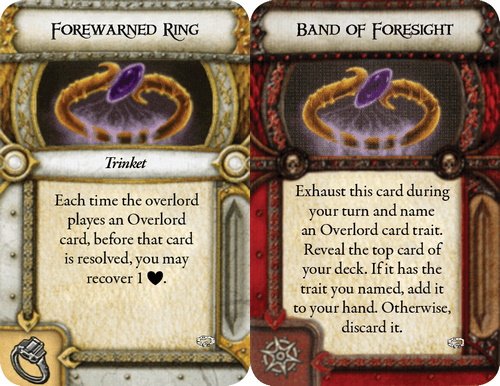 Forewarned Ring
Trinket
Each time the overlord
playes an Overlord
card, before that card
is resolved, you may
recover 1 ♥.
Band of Foresight
Exhaust this card during
your turn and name
an Overlord card trait.
Reveal the top card of
your deck. If it has the
trait you named, add it
to your hand. Otherwise,
discard it.